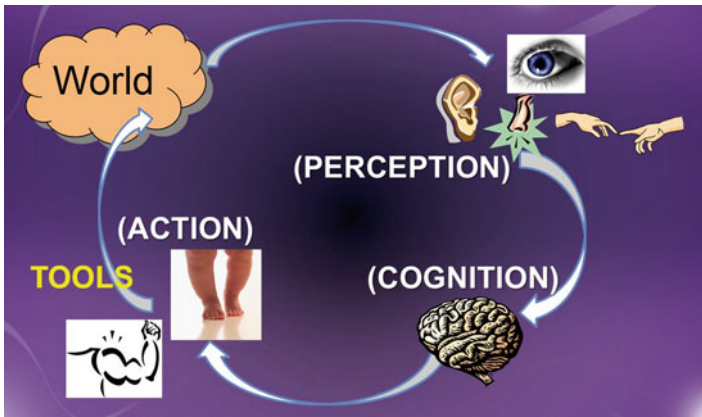 World
(PERCEPTION)
(ACTION)
TOOLS
(COGNITION)